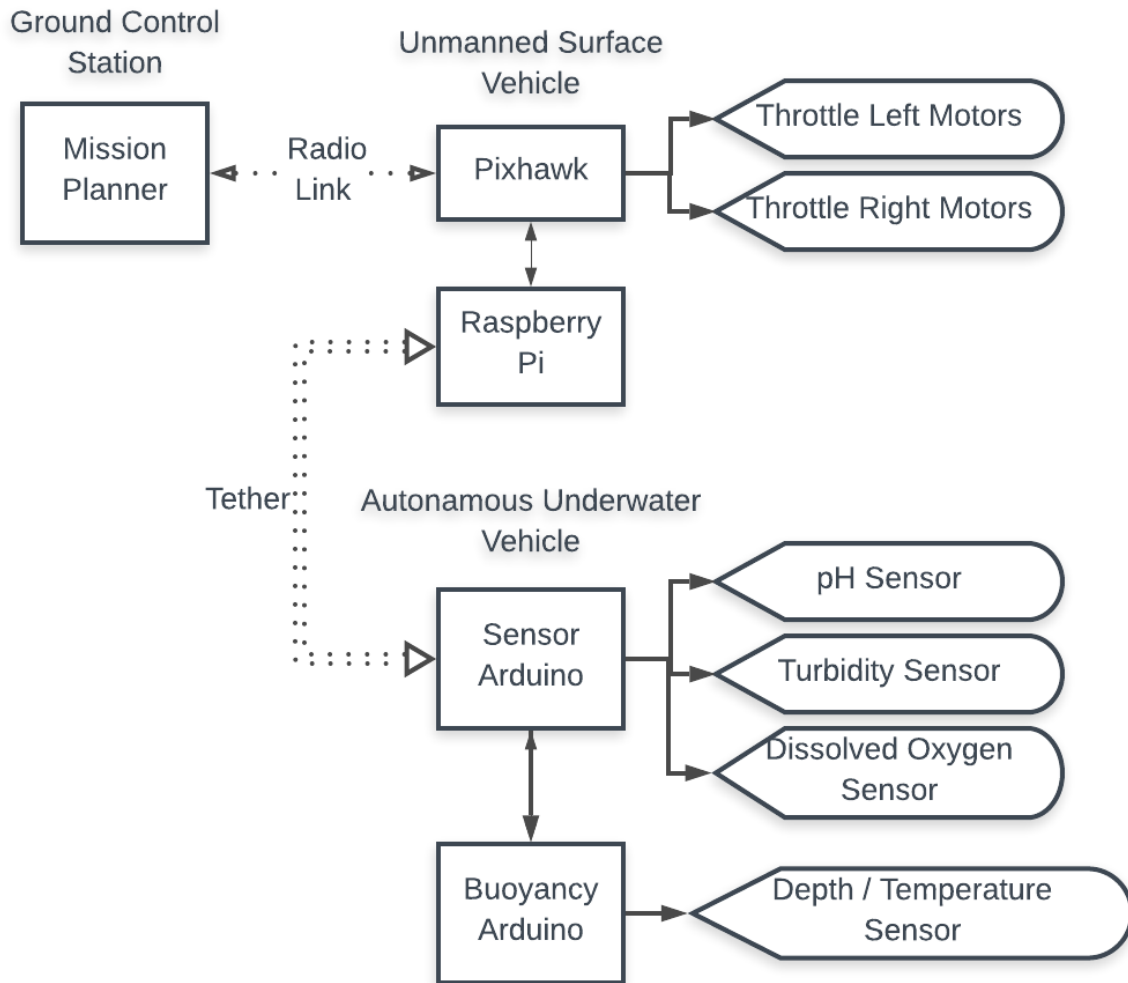 Ground Control
Station
Unmanned Surface
Vehicle
Mission
Planner
Radio
Link
Pixhawk
Throttle Left Motors
Throttle Right Motors
Raspberry
Pi
Tether
Autonamous Underwater
Vehicle
Sensor
Arduino
pH Sensor
Turbidity Sensor
Dissolved Oxygen
Sensor
Buoyancy
Arduino
Depth / Temperature
Sensor